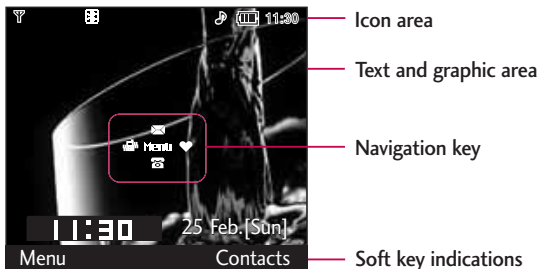 11:30
Icon area
Text and graphic area
Menu
Navigation key
11:30
25 Feb.[Sun]
Menu
Contacts
Soft key indications